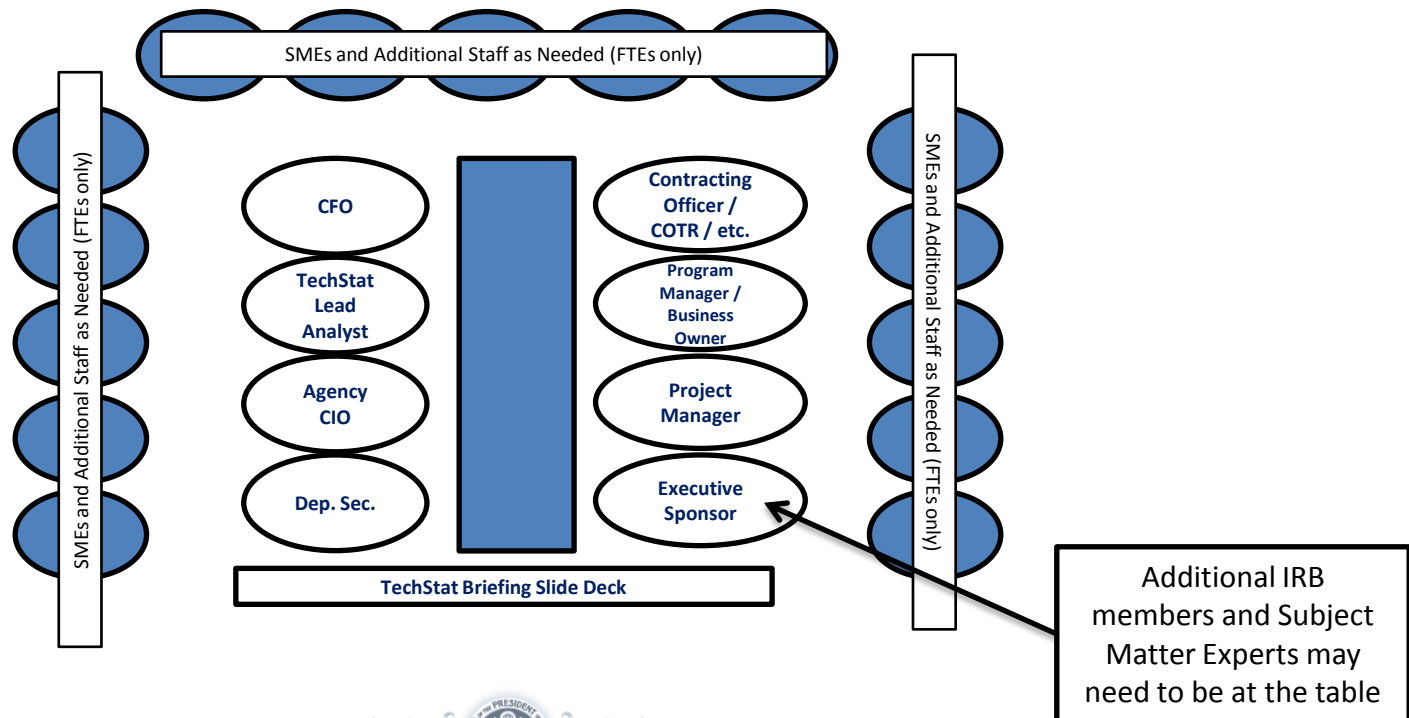 SMEs and Additional Staff as Needed (FTEs only)
SMEs and Additional Staff as Needed (FTEs only)
SMEs and Additional Staff as Needed (FTEs only)
CFO
TechStat
Lead
Analyst
Agency
CIO
Dep. Sec.
Contracting
Officer /
COTR / etc.
Program
Manager /
Business
Owner
Project
Manager
Executive
Sponsor
TechStat Briefing Slide Deck
Additional IRB
members and Subject
Matter Experts may
need to be at the table
PRESIDENT